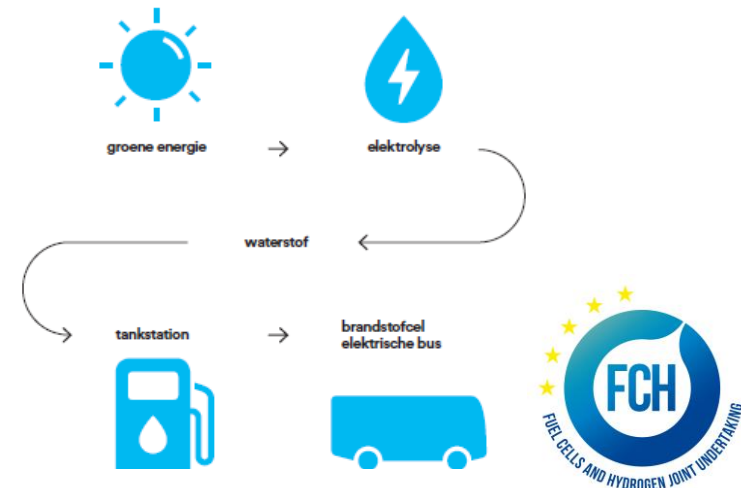 groene energie
elektrolyse
waterstof
tankstation
brandstofcel
elektrische bus
FCH
FUEL CELLS AND HYDROGEN JOINT UNDERTAKING